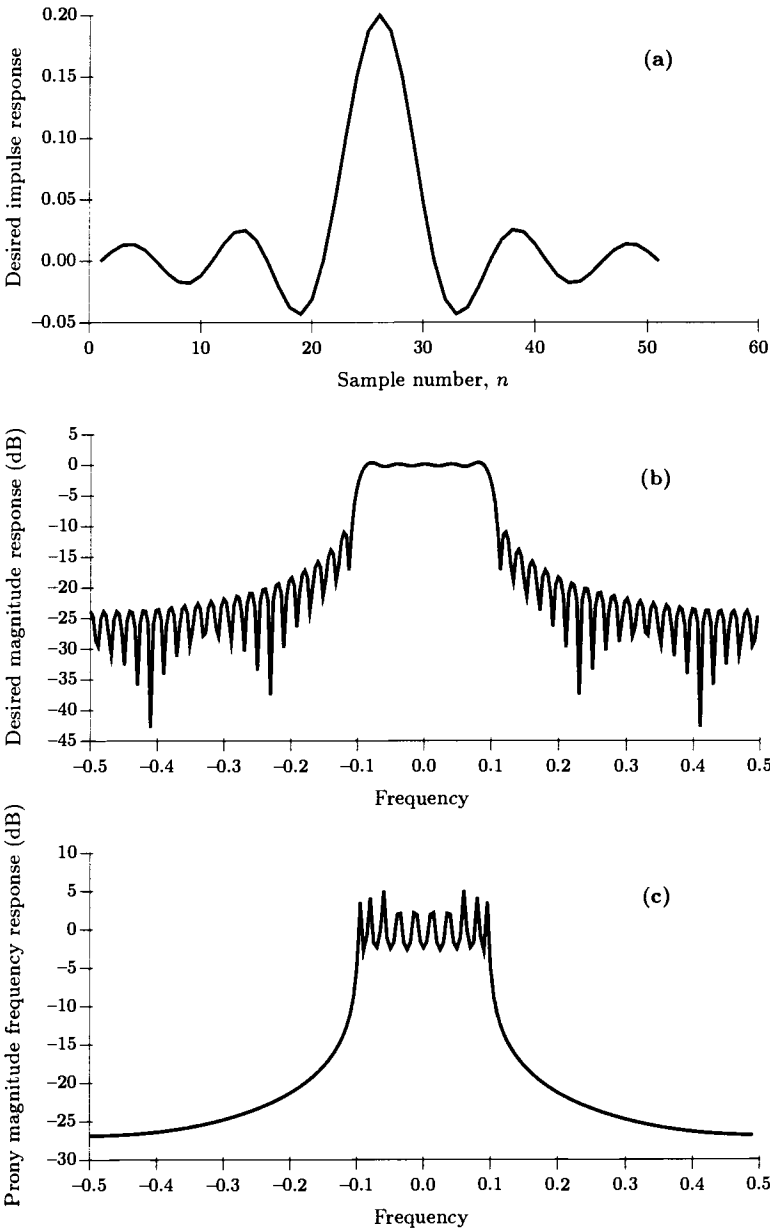 Desired impulse response
0.20
0.15
0.10
0.05
0.00
−0.05
(a)
0 10 20 30 40 50 60
Sample number, n
Desired magnitude response (dB)
5
0
−5
−10
−15
−20
−25
−30
−35
−40
−45
(b)
−0.5 −0.4 −0.3 −0.2 −0.1 0.0 0.1 0.2 0.3 0.4 0.5
Frequency
Prony magnitude frequency response (dB)
10
5
0
−5
−10
−15
−20
−25
−30
(c)
−0.5 −0.4 −0.3 −0.2 −0.1 0.0 0.1 0.2 0.3 0.4 0.5
Frequency